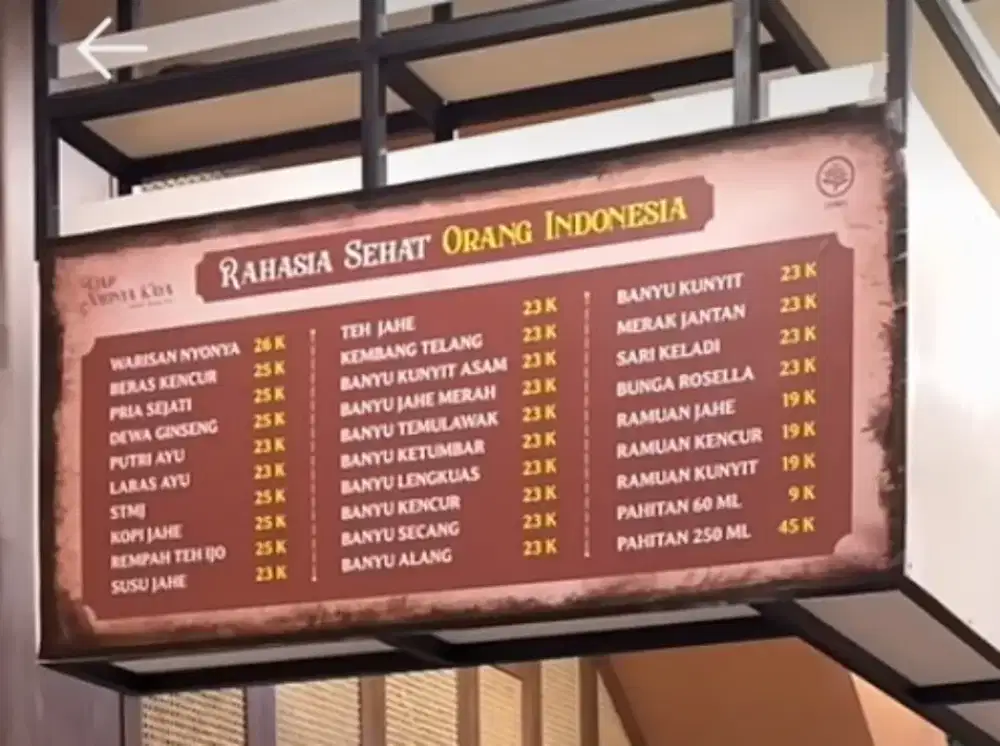 RAHASIA SEHAT ORANG INDONESIA
WARISAN NYONYA 26 K
BERAS KENCUR 25 K
PRIA SEJATI 25 K
DEWA GINSENG 25 K
PUTRI AYU 23 K
LARAS AYU 23 K
STMJ 25 K
KOPI JAHE 25 K
REMPAH TEH IJO 25 K
SUSU JAHE 23 K
TEH JAHE 23 K
KEMBANG TELANG 23 K
BANYU KUNYIT ASAM 23 K
BANYU JAHE MERAH 23 K
BANYU TEMULAWAK 23 K
BANYU KETUMBAR 23 K
BANYU LENGKUAS 23 K
BANYU KENCUR 23 K
BANYU SECANG 23 K
BANYU ALANG 23 K
BANYU KUNYIT 23 K
MERAK JANTAN 23 K
SARI KELADI 23 K
BUNGA ROSELLA 23 K
RAMUAN JAHE 19 K
RAMUAN KENCUR 19 K
RAMUAN KUNYIT 19 K
PAHITAN 60 ML 9 K
PAHITAN 250 ML 45 K